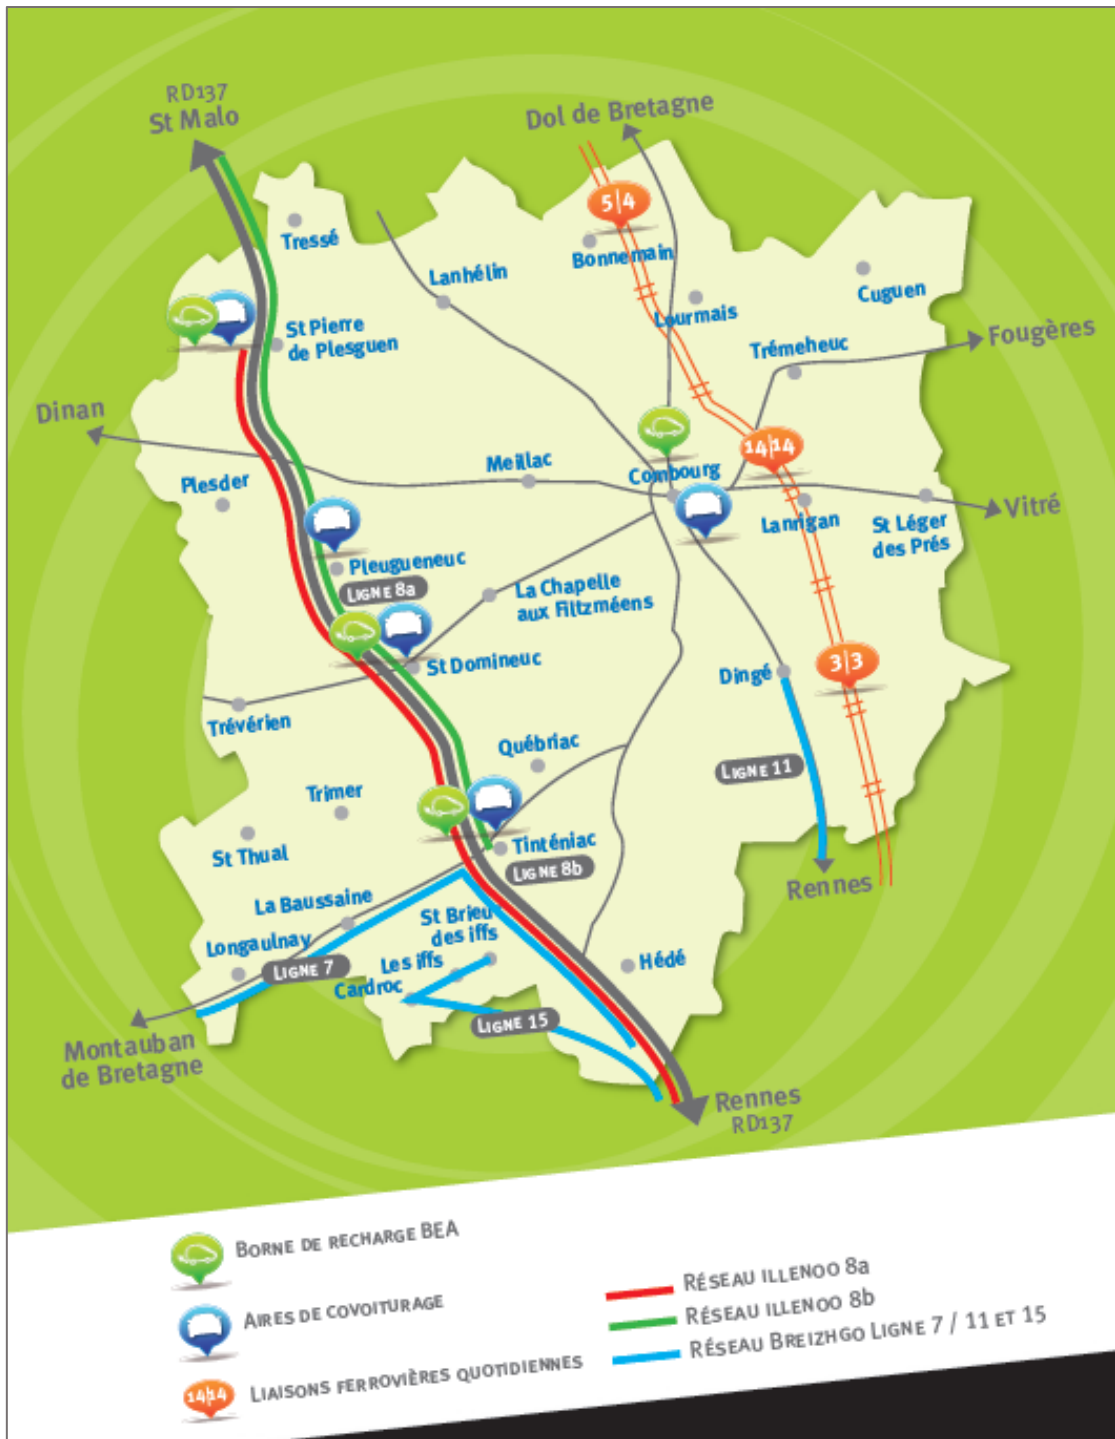 RD137
St Malo
Dol de Bretagne
5|4
Tressé
Bonnemain
Lanhélin
Cuguen
Lourmais
St Pierre
de Plesguen
Trémeheuc
Fougères
Dinan
14|14
Meillac
Combourg
Plesder
Lanrigan
St Léger
des Prés
Vitré
Pleugueneuc
Ligne 8a
La Chapelle
aux Filtzméens
St Domineuc
Dingé
3|3
Trévérien
Québriac
Ligne 11
Trimer
St Thual
Tinténiac
Ligne 8b
Rennes
La Baussaine
St Brieu
des iffs
Longaulnay
Ligne 7
Les iffs
Cardroc
Hédé
Ligne 15
Montauban
de Bretagne
Rennes
RD137
Borne de recharge BEA
Aires de covoiturage
14|14
Liaisons ferrovières quotidiennes
Réseau illenoo 8a
Réseau illenoo 8b
Réseau BreizhGo Ligne 7 / 11 et 15